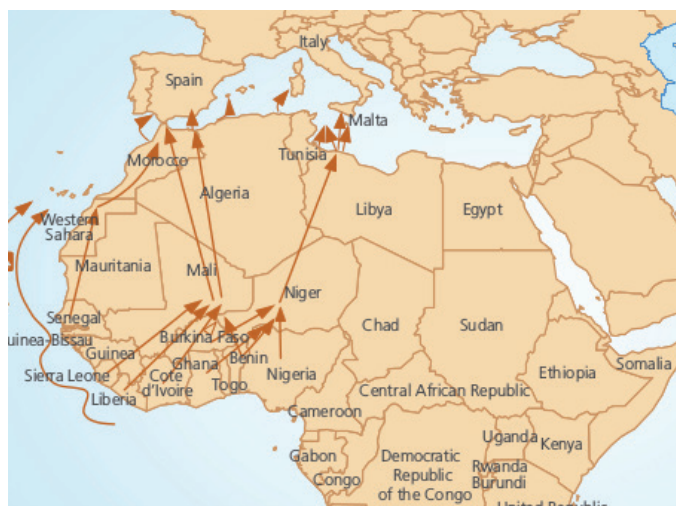 Italy
Spain
Malta
Tunisia
Morocco
Algeria
Libya
Egypt
Western
Sahara
Mauritania
Mali
Niger
Chad
Sudan
Senegal
uinea-Bissau
Guinea
Burkina Faso
Sierra Leone
Ghana
Benin
Cote
d'Ivoire
Togo
Nigeria
Liberia
Central African Republic
Ethiopia
Somalia
Cameroon
Gabon
Congo
Democratic
Republic
of the Congo
Uganda
Kenya
Rwanda
Burundi
United Republic